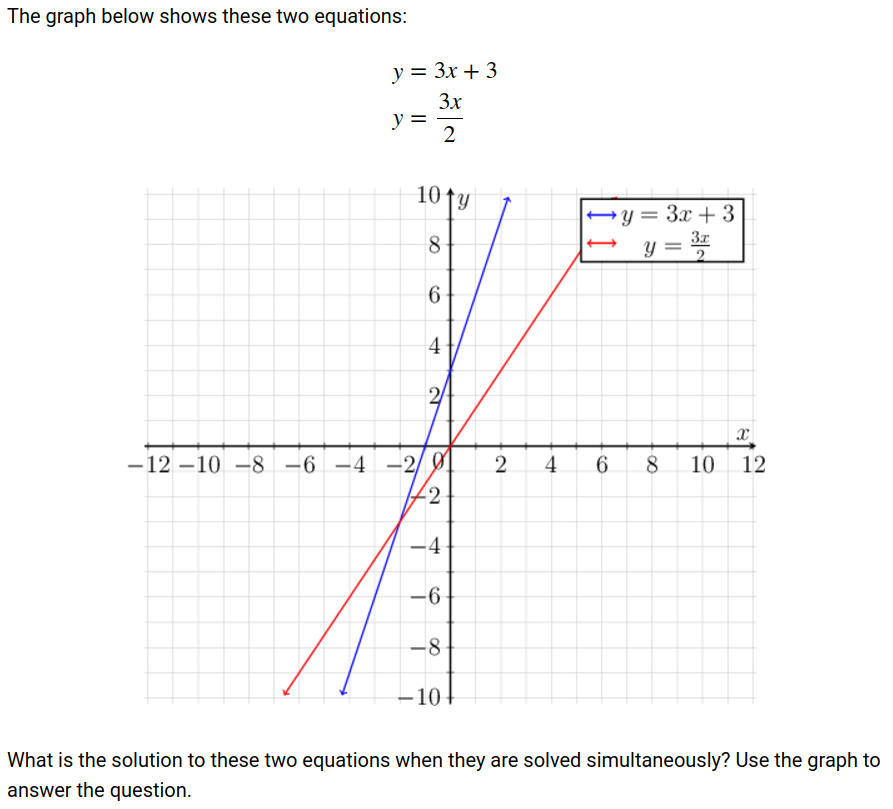 The graph below shows these two equations:
y = 3x + 3
y = 3x/2
10 y
y = 3x + 3
y = 3x/2
8
6
4
2
x
−12 −10 −8 −6 −4 −2 0 2 4 6 8 10 12
−2
−4
−6
−8
−10
What is the solution to these two equations when they are solved simultaneously? Use the graph to
answer the question.